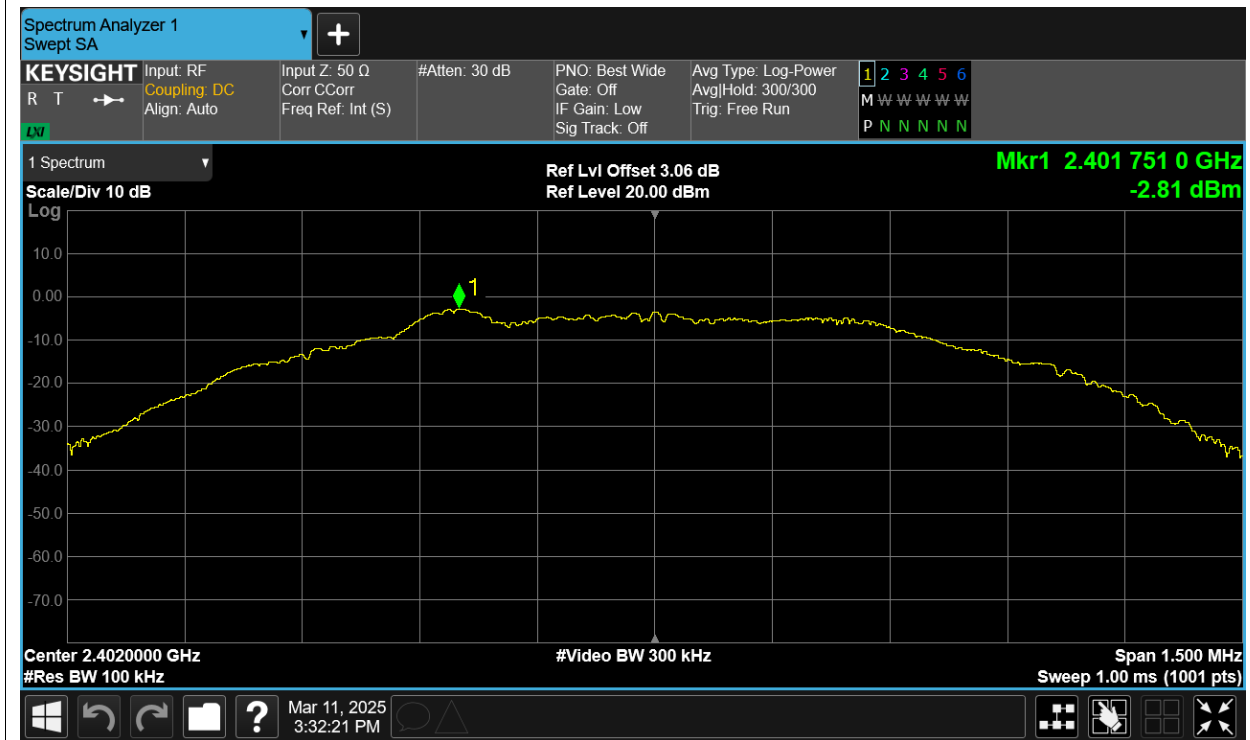 Spectrum Analyzer 1
Swept SA
+
KEYSIGHT
R T
LXI
Input: RF
Coupling: DC
Align: Auto
Input Z: 50 Ω
Corr CCorr
Freq Ref: Int (S)
#Atten: 30 dB
PNO: Best Wide
Gate: Off
IF Gain: Low
Sig Track: Off
Avg Type: Log-Power
Avg|Hold: 300/300
Trig: Free Run
1 2 3 4 5 6
M W W W W W
P N N N N N
1 Spectrum
Scale/Div 10 dB
Log
Ref Lvl Offset 3.06 dB
Ref Level 20.00 dBm
Mkr1 2.401 751 0 GHz
-2.81 dBm
1
10.0
0.00
-10.0
-20.0
-30.0
-40.0
-50.0
-60.0
-70.0
Center 2.4020000 GHz
#Res BW 100 kHz
#Video BW 300 kHz
Span 1.500 MHz
Sweep 1.00 ms (1001 pts)
?
Mar 11, 2025
3:32:21 PM